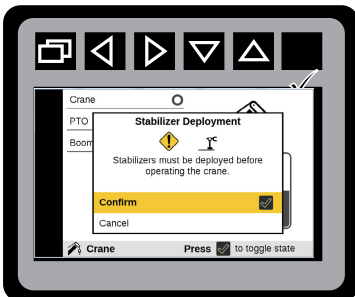 Crane
PTO
Boom
Stabilizer Deployment
Stabilizers must be deployed before
operating the crane.
Confirm
Cancel
Crane
Press to toggle state